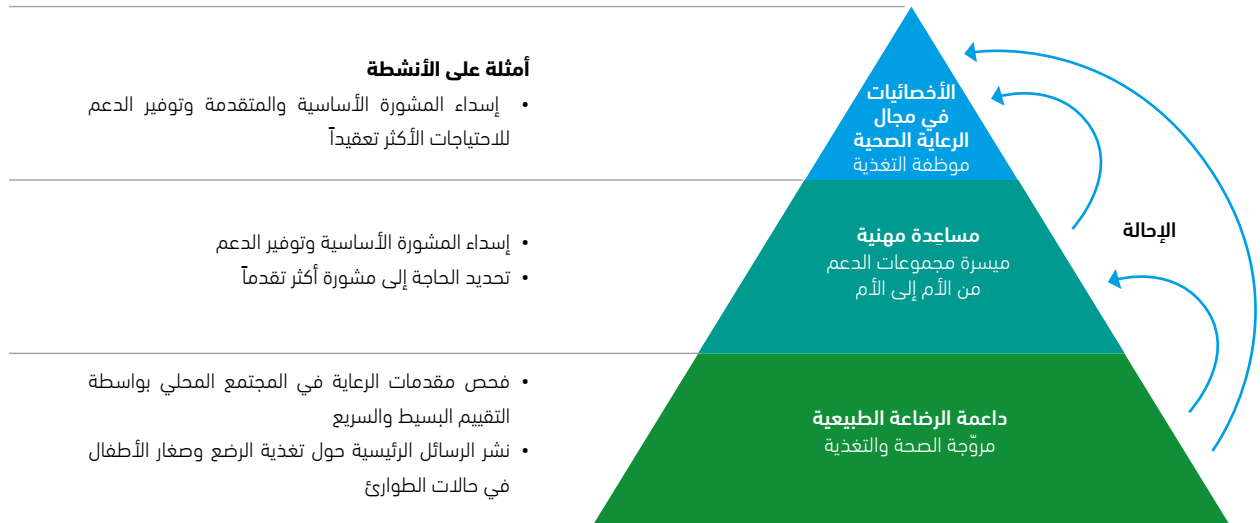 أمثلة على الأنشطة
• إسداء المشورة الأساسية والمتقدمة وتوفير الدعم
للاحتياجات الأكثر تعقيداً
الأخصائيات
في مجال
الرعاية الصحية
موظفة التغذية
• إسداء المشورة الأساسية وتوفير الدعم
• تحديد الحاجة إلى مشورة أكثر تقدماً
مساعِدة مهنية
ميسرة مجموعات الدعم
من الأم إلى الأم
الإحالة
• فحص مقدمات الرعاية في المجتمع المحلي بواسطة
التقييم البسيط والسريع
• نشر الرسائل الرئيسية حول تغذية الرضع وصغار الأطفال
في حالات الطوارئ
داعمة الرضاعة الطبيعية
مروّجة الصحة والتغذية